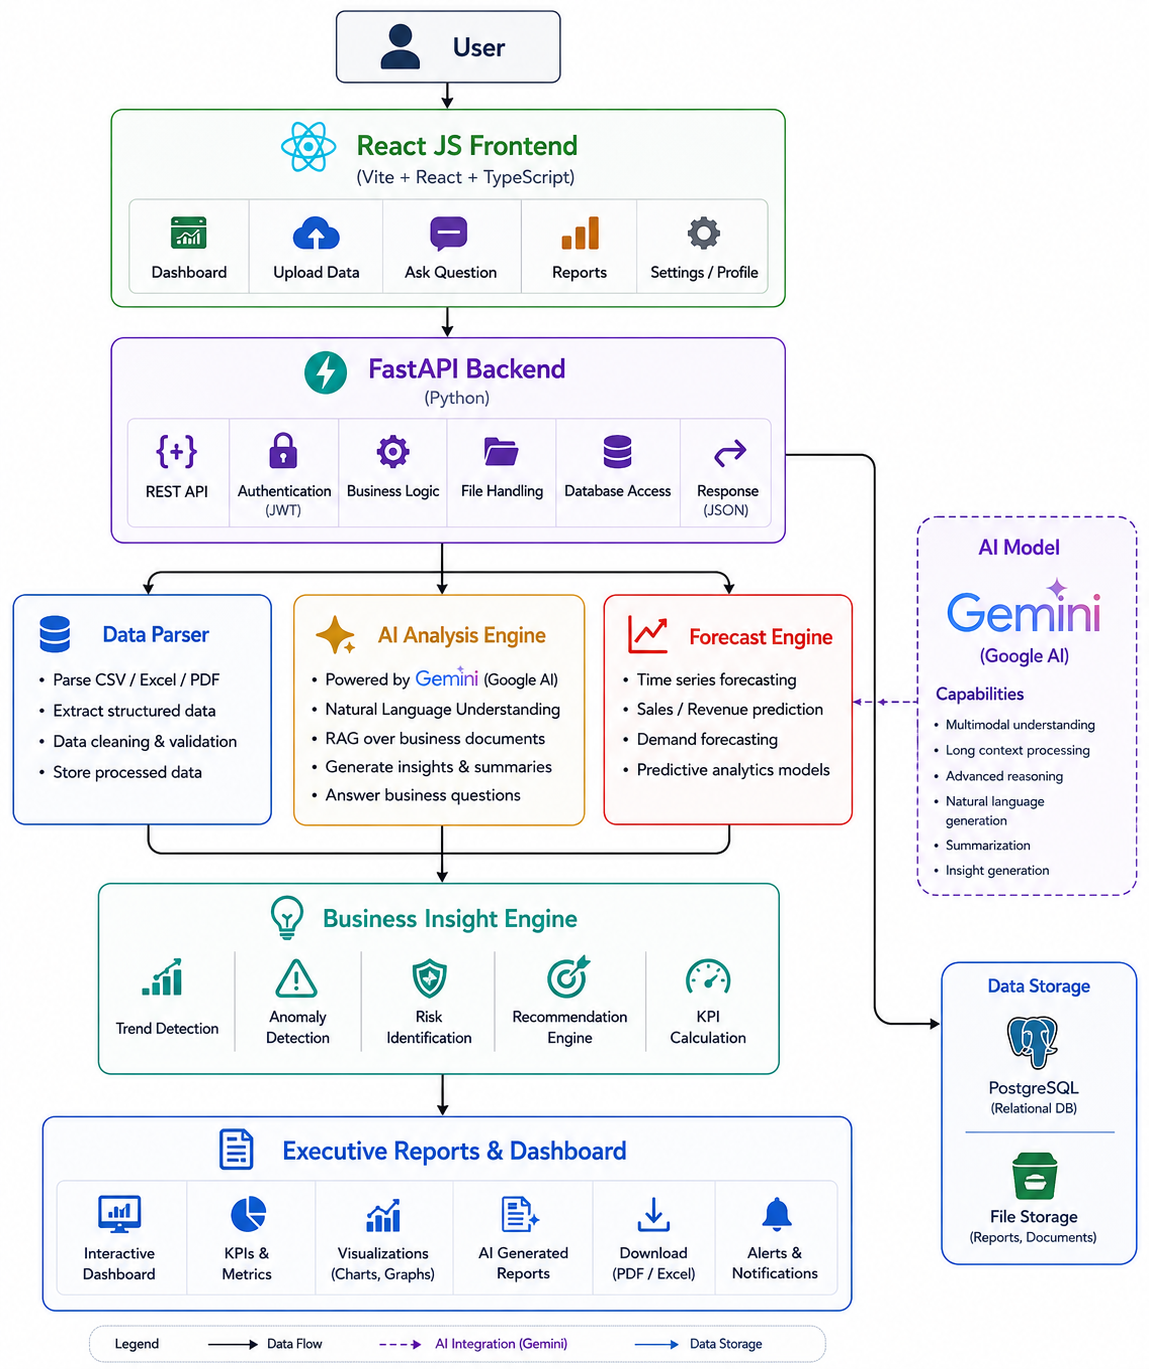 User
React JS Frontend
(Vite + React + TypeScript)
Dashboard
Upload Data
Ask Question
Reports
Settings / Profile
FastAPI Backend
(Python)
REST API
Authentication
(JWT)
Business Logic
File Handling
Database Access
Response
(JSON)
Data Parser
• Parse CSV / Excel / PDF
• Extract structured data
• Data cleaning & validation
• Store processed data
AI Analysis Engine
• Powered by Gemini (Google AI)
• Natural Language Understanding
• RAG over business documents
• Generate insights & summaries
• Answer business questions
Forecast Engine
• Time series forecasting
• Sales / Revenue prediction
• Demand forecasting
• Predictive analytics models
AI Model
Gemini
(Google AI)
Capabilities
• Multimodal understanding
• Long context processing
• Advanced reasoning
• Natural language
generation
• Summarization
• Insight generation
Business Insight Engine
Trend Detection
Anomaly
Detection
Risk
Identification
Recommendation
Engine
KPI
Calculation
Data Storage
PostgreSQL
(Relational DB)
File Storage
(Reports, Documents)
Executive Reports & Dashboard
Interactive
Dashboard
KPIs &
Metrics
Visualizations
(Charts, Graphs)
AI Generated
Reports
Download
(PDF / Excel)
Alerts &
Notifications
Legend
Data Flow
AI Integration (Gemini)
Data Storage